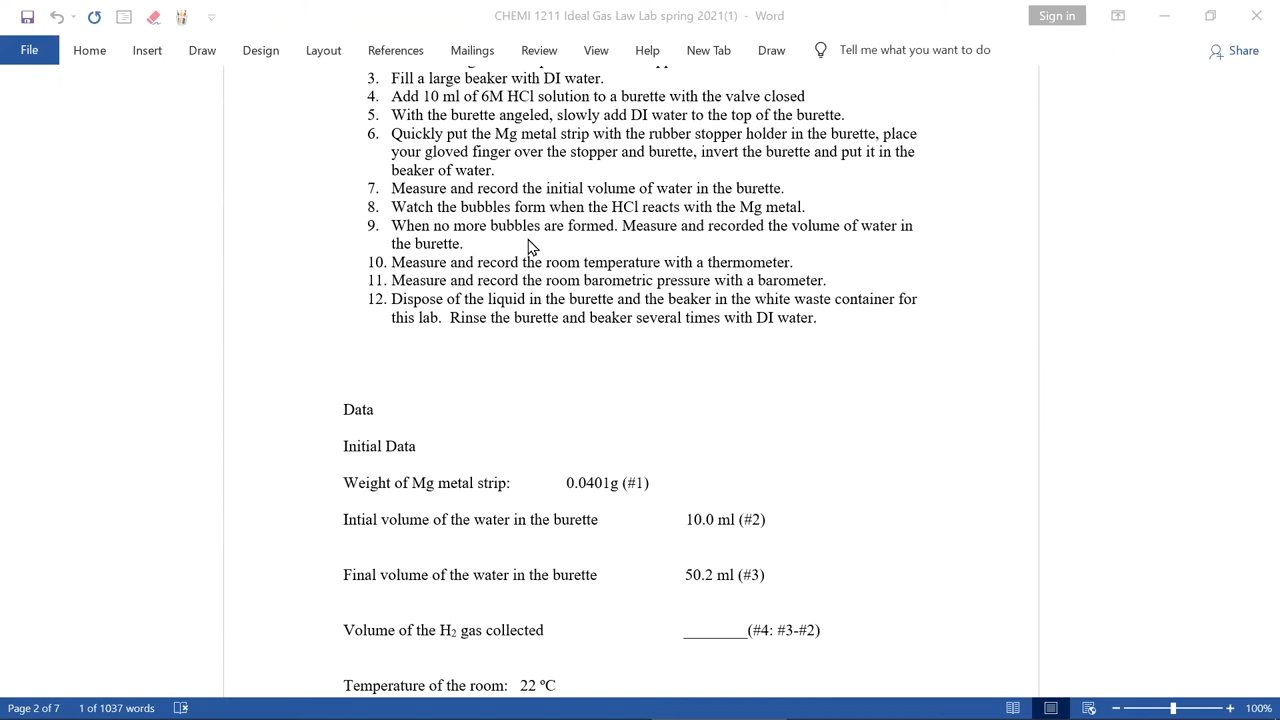 CHEMI 1211 Ideal Gas Law Lab spring 2021(1) - Word
Sign in
File Home Insert Draw Design Layout References Mailings Review View Help New Tab Draw Tell me what you want to do Share
3. Fill a large beaker with DI water.
4. Add 10 ml of 6M HCl solution to a burette with the valve closed
5. With the burette angeled, slowly add DI water to the top of the burette.
6. Quickly put the Mg metal strip with the rubber stopper holder in the burette, place
your gloved finger over the stopper and burette, invert the burette and put it in the
beaker of water.
7. Measure and record the initial volume of water in the burette.
8. Watch the bubbles form when the HCl reacts with the Mg metal.
9. When no more bubbles are formed. Measure and recorded the volume of water in
the burette.
10. Measure and record the room temperature with a thermometer.
11. Measure and record the room barometric pressure with a barometer.
12. Dispose of the liquid in the burette and the beaker in the white waste container for
this lab. Rinse the burette and beaker several times with DI water.
Data
Initial Data
Weight of Mg metal strip: 0.0401g (#1)
Intial volume of the water in the burette 10.0 ml (#2)
Final volume of the water in the burette 50.2 ml (#3)
Volume of the H₂ gas collected ________(#4: #3-#2)
Temperature of the room: 22 °C
Page 2 of 7 1 of 1037 words 100%